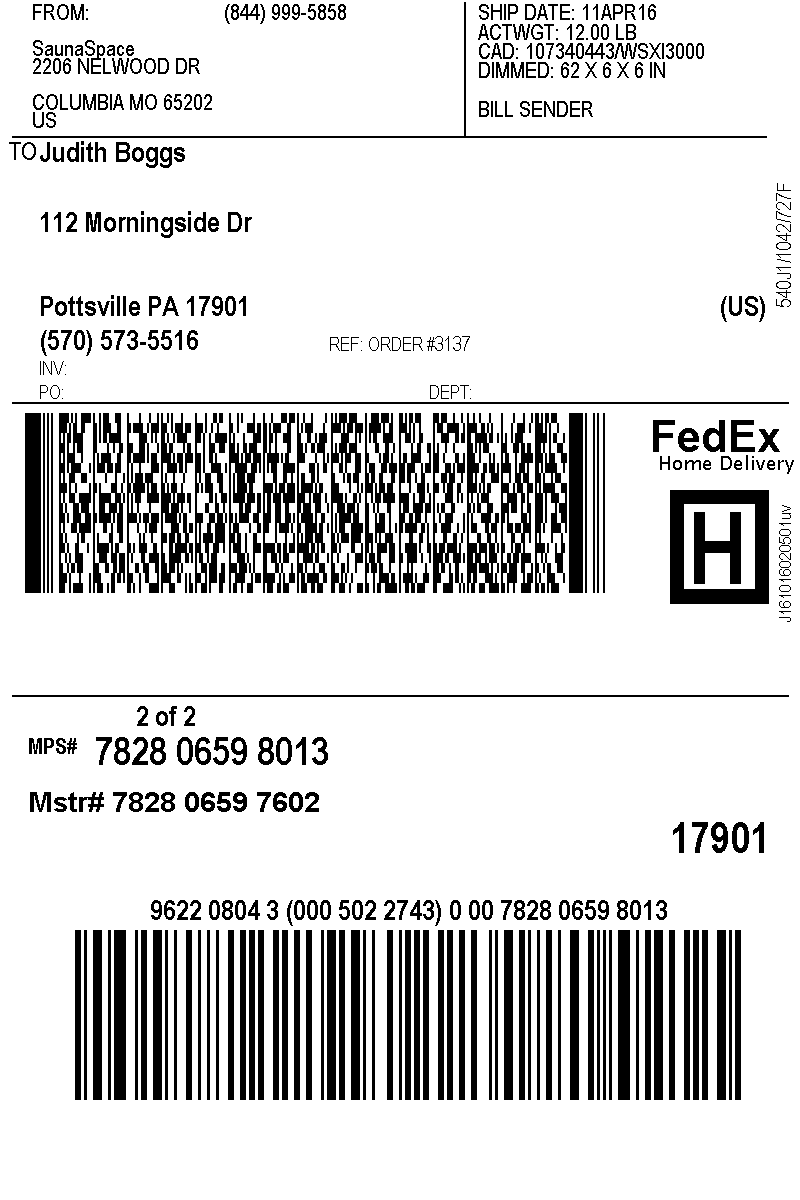 FROM: (844) 999-5858
SaunaSpace
2206 NELWOOD DR
COLUMBIA MO 65202
US
SHIP DATE: 11APR16
ACTWGT: 12.00 LB
CAD: 107340443/WSXI3000
DIMMED: 62 X 6 X 6 IN
BILL SENDER
TO Judith Boggs
112 Morningside Dr
Pottsville PA 17901 (US)
(570) 573-5516 REF: ORDER #3137
INV:
PO: DEPT:
540J1/1042/727F
FedEx
Home Delivery
H
J161016020501uv
2 of 2
MPS# 7828 0659 8013
Mstr# 7828 0659 7602
17901
9622 0804 3 (000 502 2743) 0 00 7828 0659 8013